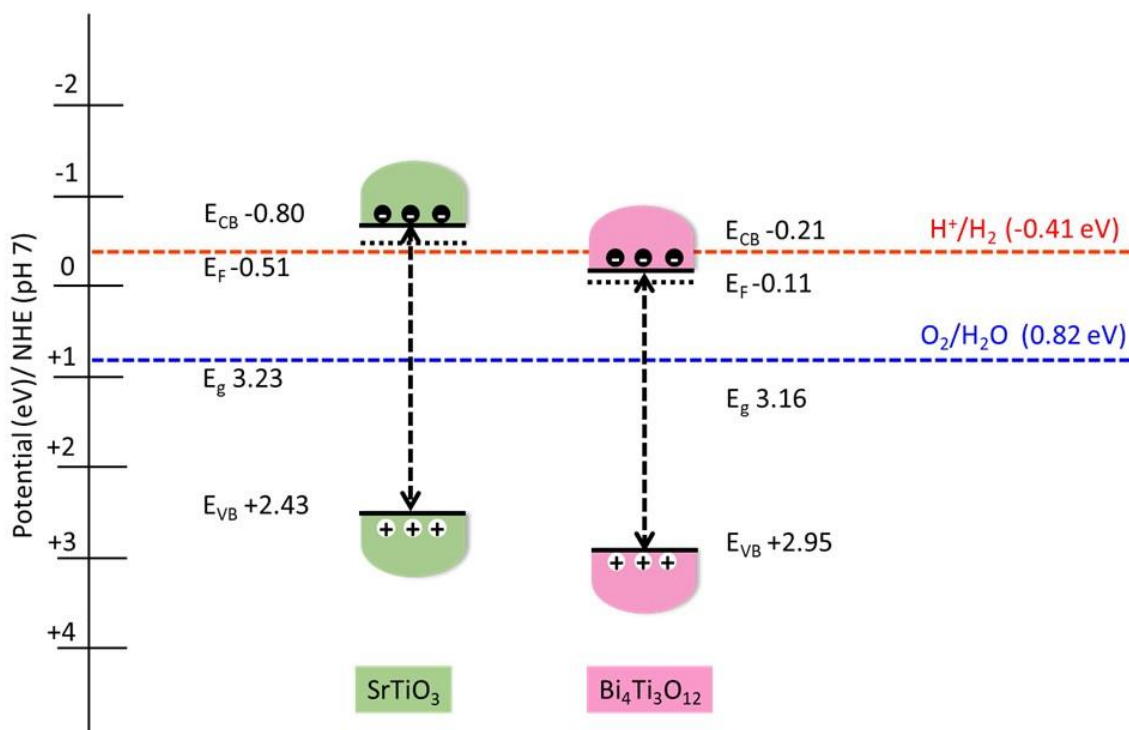 Potential (eV)/ NHE (pH 7)
-2
-1
0
+1
+2
+3
+4
E_CB -0.80
E_F -0.51
E_g 3.23
E_VB +2.43
E_CB -0.21
E_F -0.11
E_g 3.16
E_VB +2.95
H⁺/H₂ (-0.41 eV)
O₂/H₂O (0.82 eV)
SrTiO₃
Bi₄Ti₃O₁₂